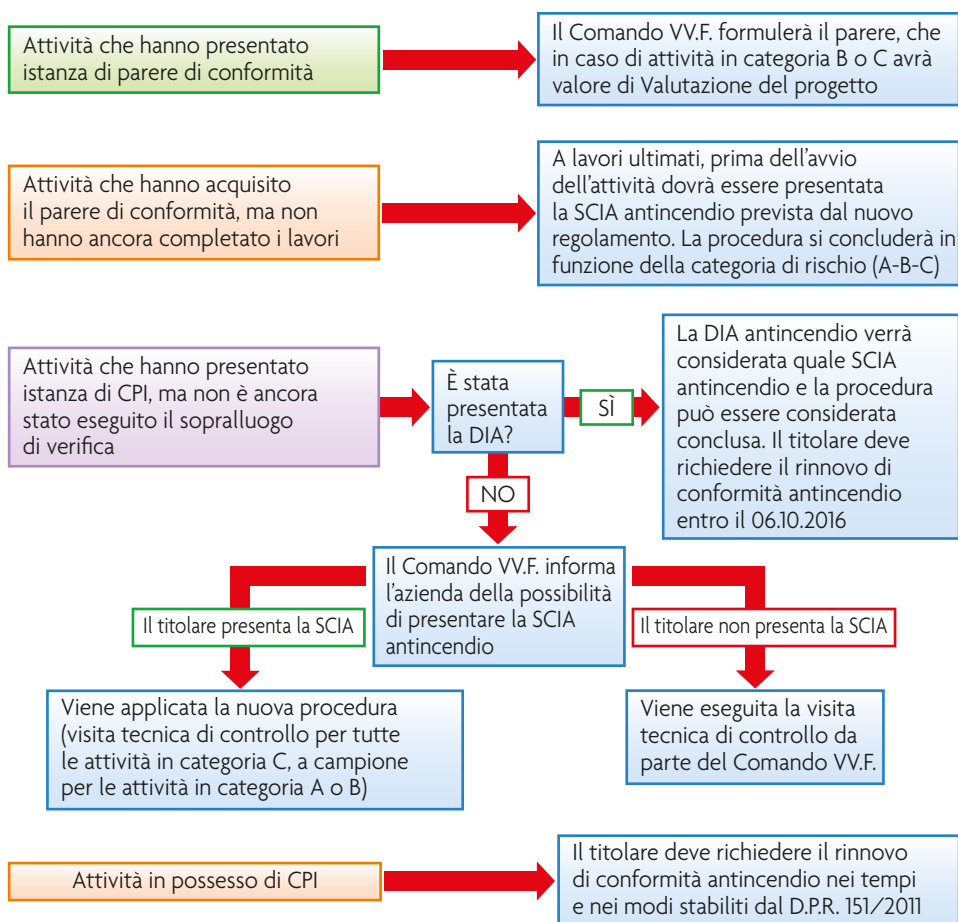 Attività che hanno presentato
istanza di parere di conformità
Il Comando VV.F. formulerà il parere, che
in caso di attività in categoria B o C avrà
valore di Valutazione del progetto
Attività che hanno acquisito
il parere di conformità, ma non
hanno ancora completato i lavori
A lavori ultimati, prima dell'avvio
dell'attività dovrà essere presentata
la SCIA antincendio prevista dal nuovo
regolamento. La procedura si concluderà in
funzione della categoria di rischio (A-B-C)
Attività che hanno presentato
istanza di CPI, ma non è ancora
stato eseguito il sopralluogo
di verifica
È stata
presentata
la DIA?
SÌ
La DIA antincendio verrà
considerata quale SCIA
antincendio e la procedura
può essere considerata
conclusa. Il titolare deve
richiedere il rinnovo di
conformità antincendio
entro il 06.10.2016
NO
Il Comando VV.F. informa
l'azienda della possibilità
di presentare la SCIA
antincendio
Il titolare presenta la SCIA
Il titolare non presenta la SCIA
Viene applicata la nuova procedura
(visita tecnica di controllo per tutte
le attività in categoria C, a campione
per le attività in categoria A o B)
Viene eseguita la visita
tecnica di controllo da
parte del Comando VV.F.
Attività in possesso di CPI
Il titolare deve richiedere il rinnovo
di conformità antincendio nei tempi
e nei modi stabiliti dal D.P.R. 151/2011